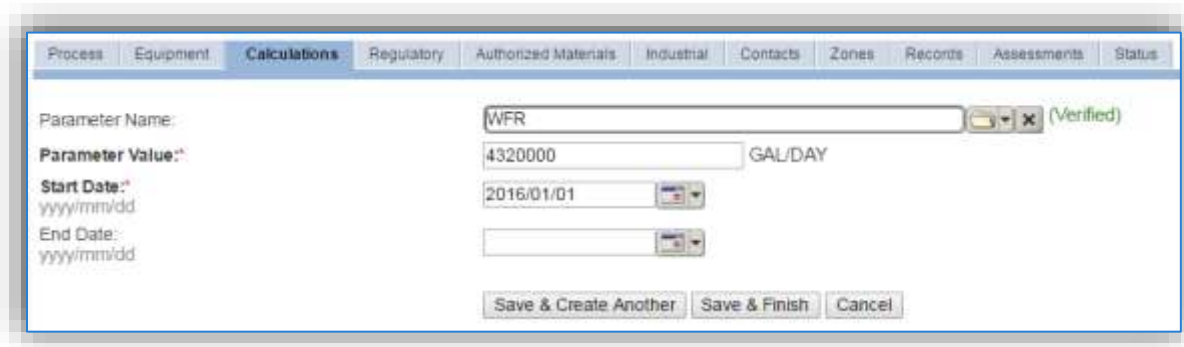 Process Equipment Calculations Regulatory Authorized Materials Industrial Contacts Zones Records Assessments Status
Parameter Name: WFR (Verified)
Parameter Value:* 4320000 GAL/DAY
Start Date:* 2016/01/01
yyyy/mm/dd
End Date:
yyyy/mm/dd
Save & Create Another Save & Finish Cancel